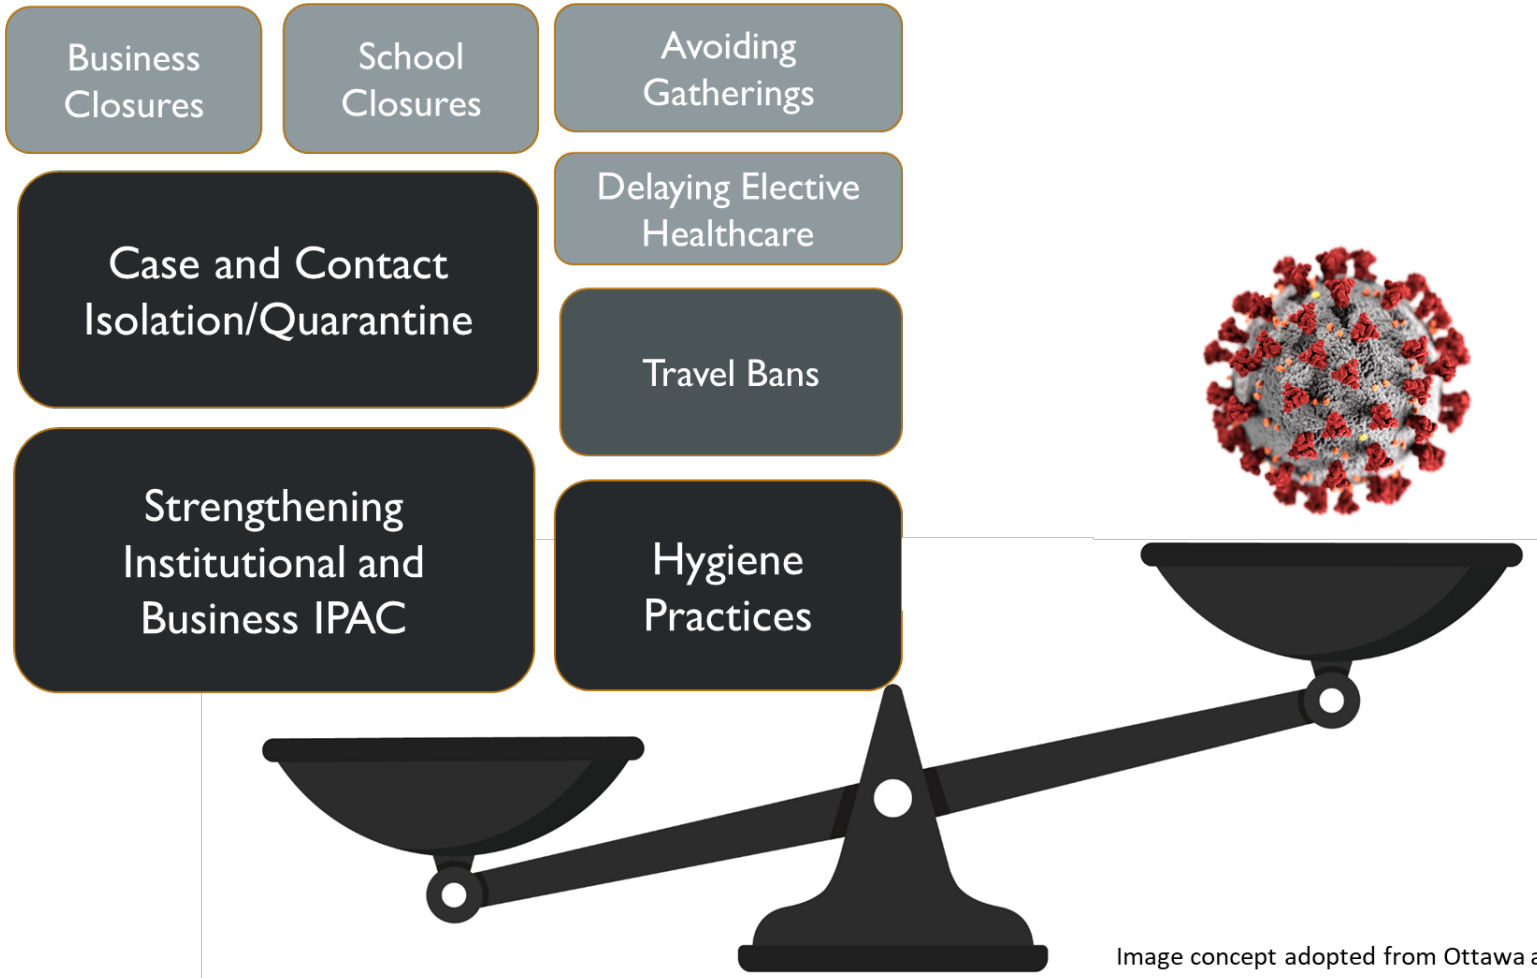 Business
Closures
School
Closures
Avoiding
Gatherings
Delaying Elective
Healthcare
Case and Contact
Isolation/Quarantine
Travel Bans
Strengthening
Institutional and
Business IPAC
Hygiene
Practices
Image concept adopted from Ottawa